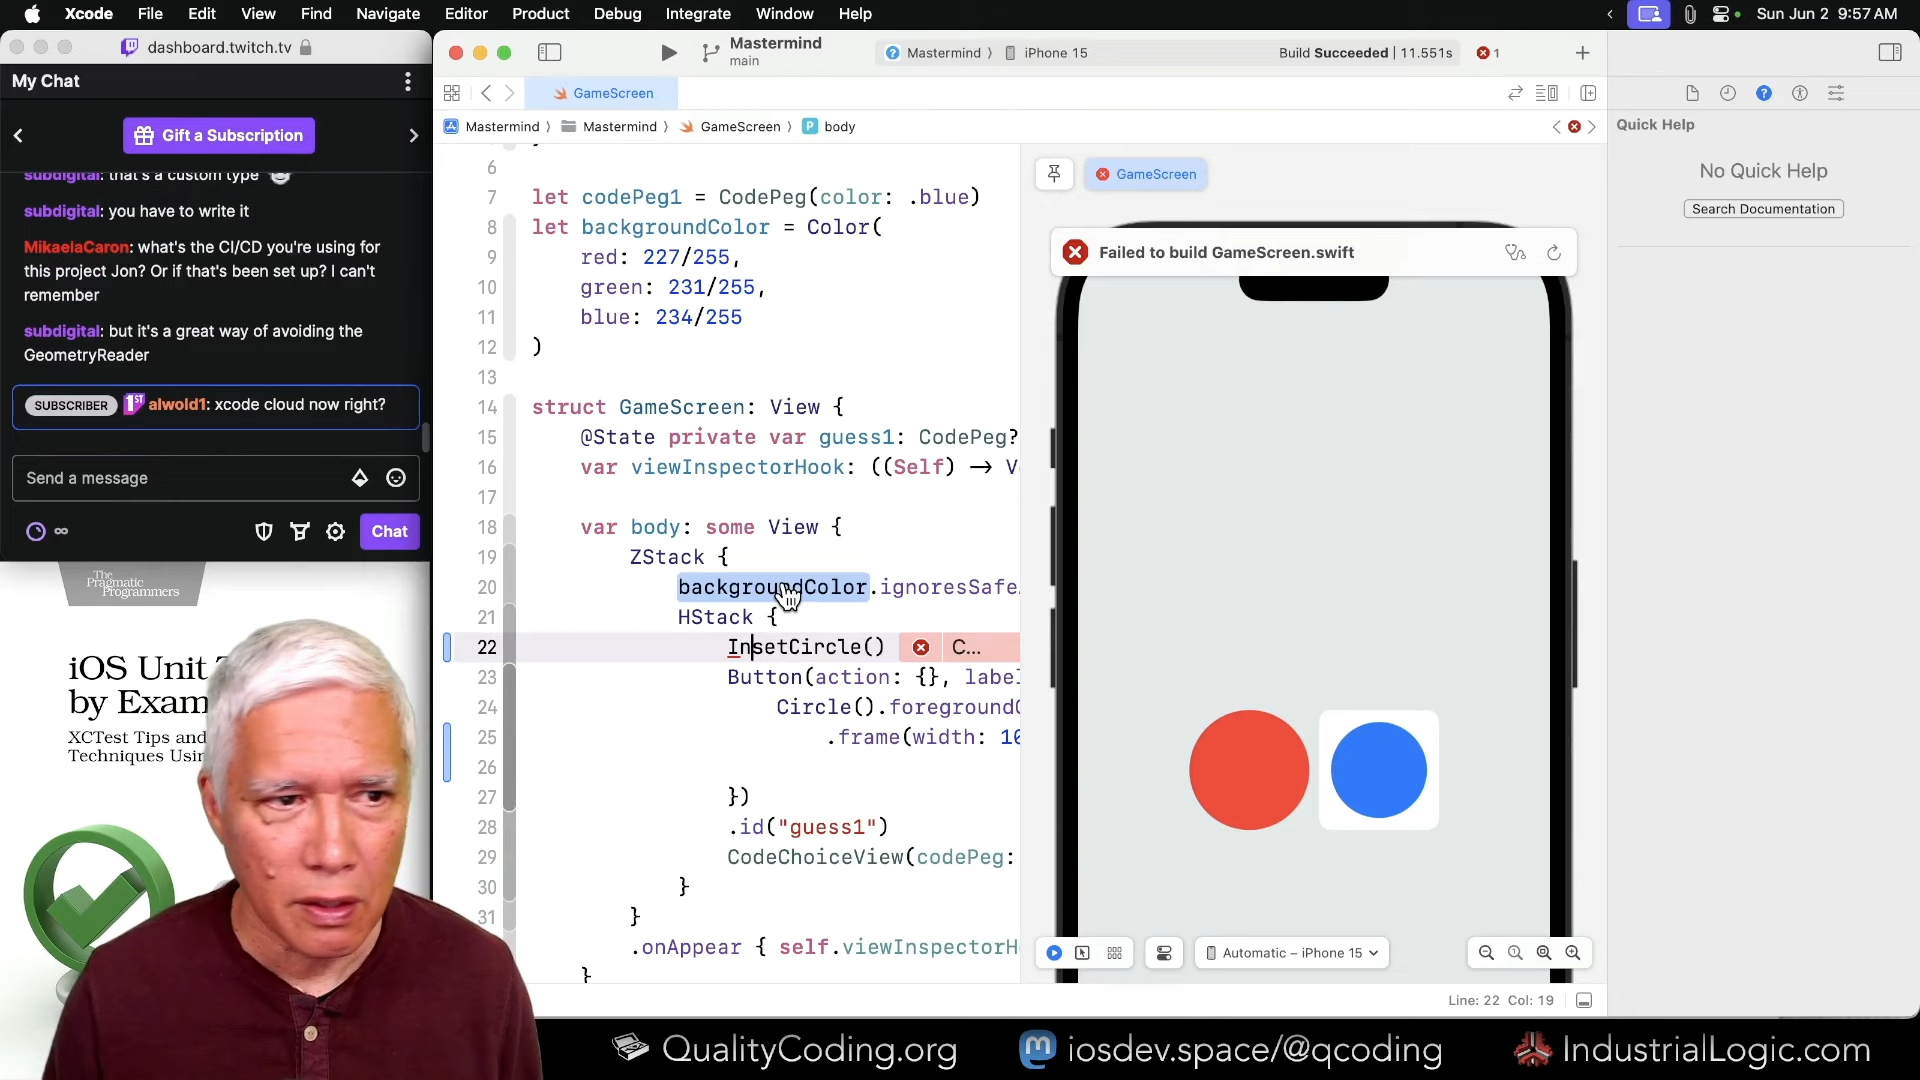 Xcode File Edit View Find Navigate Editor Product Debug Integrate Window Help
Sun Jun 2 9:57 AM
dashboard.twitch.tv
My Chat
Gift a Subscription
subdigital: that's a custom type
subdigital: you have to write it
MikaelaCaron: what's the CI/CD you're using for
this project Jon? Or if that's been set up? I can't
remember
subdigital: but it's a great way of avoiding the
GeometryReader
SUBSCRIBER 1ST alwold1: xcode cloud now right?
Send a message
∞
Chat
The
Pragmatic
Programmers
iOS Unit
by Exam
XCTest Tips and
Techniques Usin
Mastermind
main
Mastermind 〉 iPhone 15
Build Succeeded | 11.551s
1
GameScreen
Mastermind 〉 Mastermind 〉 GameScreen 〉 P body
6
7 let codePeg1 = CodePeg(color: .blue)
8 let backgroundColor = Color(
9 red: 227/255,
10 green: 231/255,
11 blue: 234/255
12 )
13
14 struct GameScreen: View {
15 @State private var guess1: CodePeg?
16 var viewInspectorHook: ((Self) -> V
17
18 var body: some View {
19 ZStack {
20 backgroundColor.ignoresSafe
21 HStack {
22 InsetCircle() C...
23 Button(action: {}, label
24 Circle().foregroundC
25 .frame(width: 10
26
27 })
28 .id("guess1")
29 CodeChoiceView(codePeg:
30 }
31 }
.onAppear { self.viewInspectorH
}
GameScreen
Failed to build GameScreen.swift
Automatic – iPhone 15
Line: 22 Col: 19
Quick Help
No Quick Help
Search Documentation
QualityCoding.org
iosdev.space/@qcoding
IndustrialLogic.com